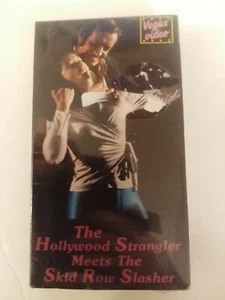 Vegas
video
The
Hollywood Strangler
Meets The
Skid Row Slasher